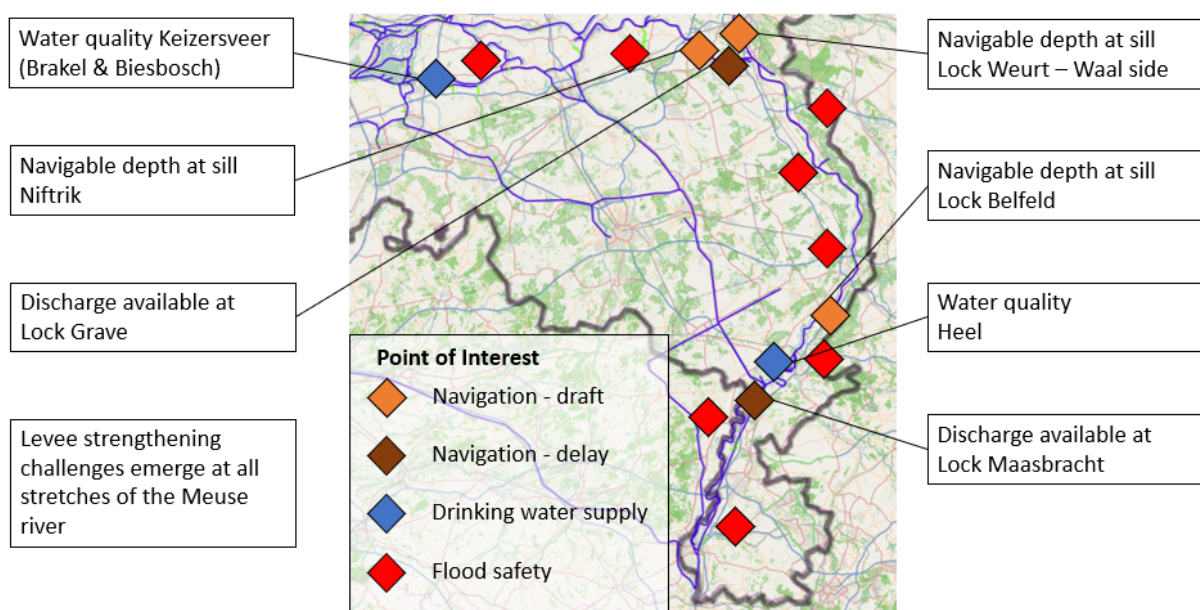 Water quality Keizersveer
(Brakel & Biesbosch)
Navigable depth at sill
Niftrik
Discharge available at
Lock Grave
Levee strengthening
challenges emerge at all
stretches of the Meuse
river
Point of Interest
Navigation - draft
Navigation - delay
Drinking water supply
Flood safety
Navigable depth at sill
Lock Weurt – Waal side
Navigable depth at sill
Lock Belfeld
Water quality
Heel
Discharge available at
Lock Maasbracht